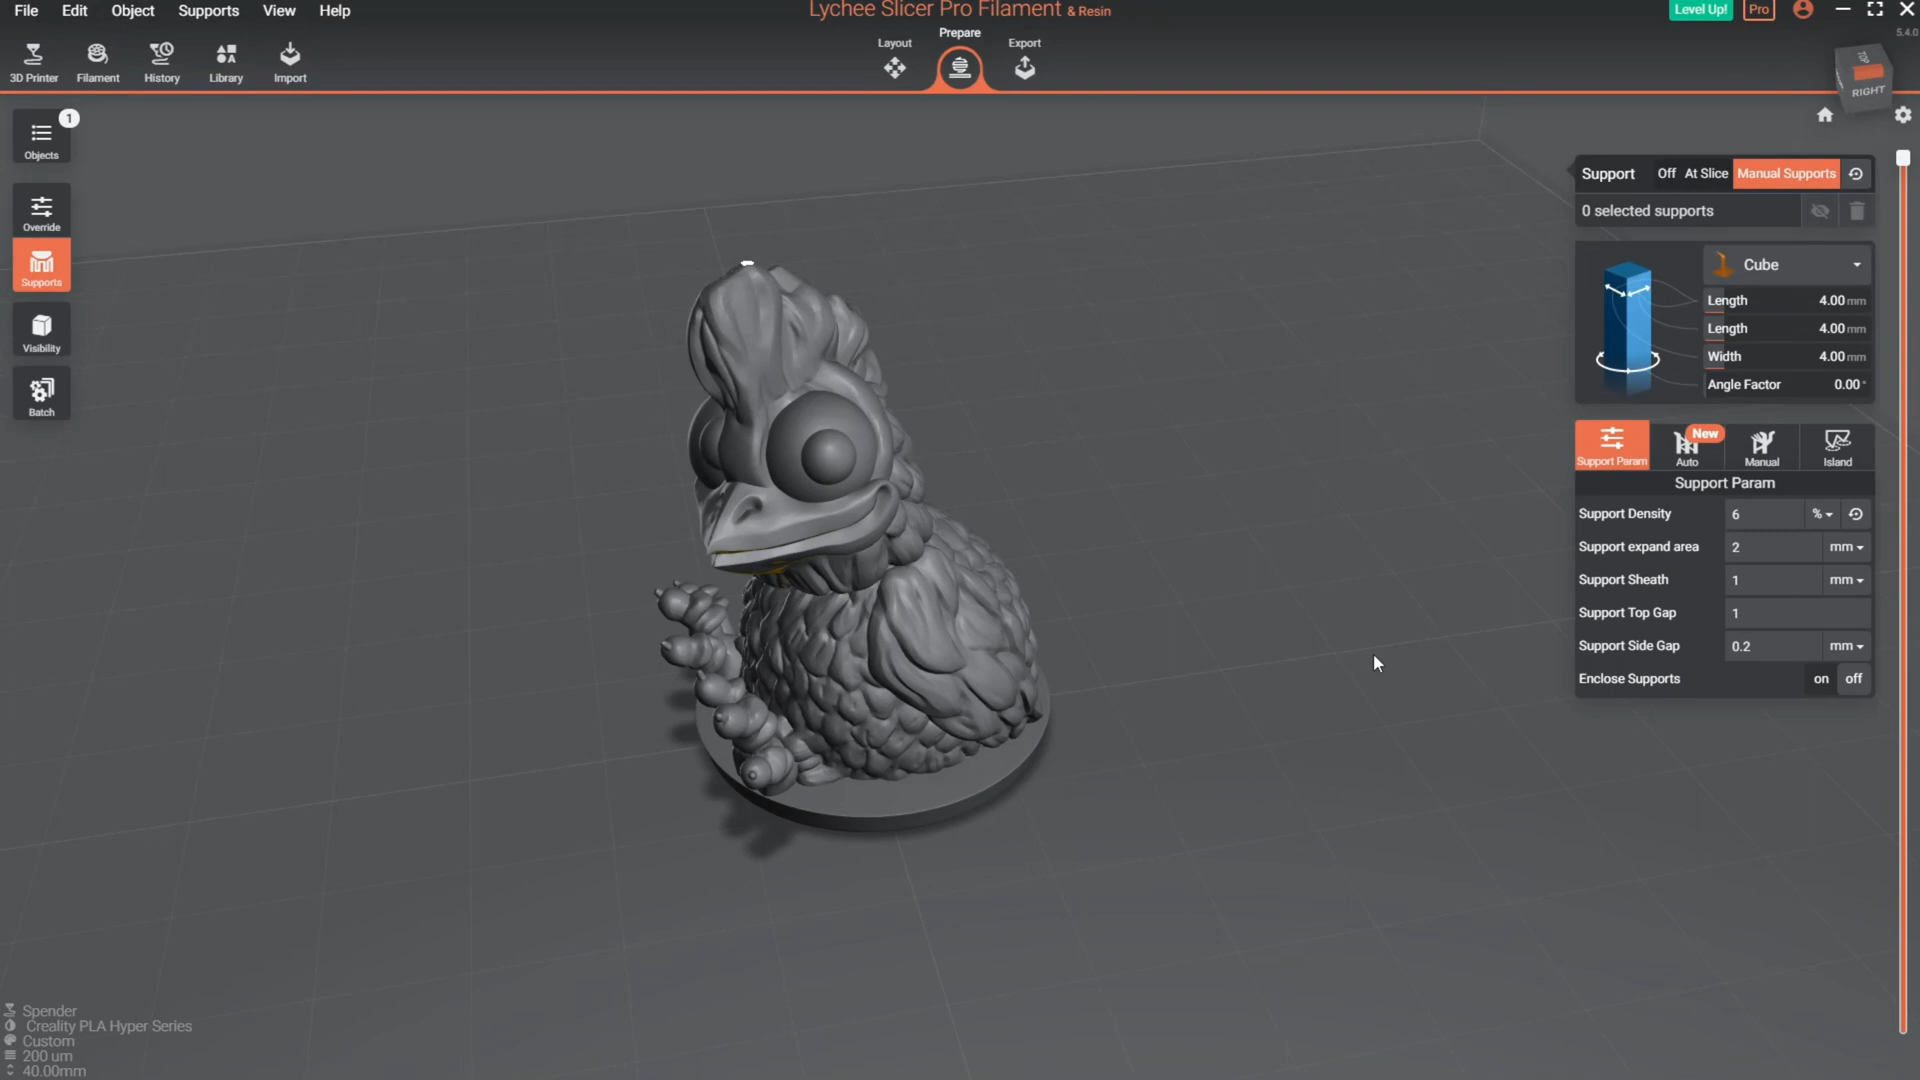 File Edit Object Supports View Help
Lychee Slicer Pro Filament & Resin
Level Up! Pro
5.4.0
3D Printer Filament History Library Import
Layout Prepare Export
TOP
RIGHT
1
Objects
Override
Supports
Visibility
Batch
Support Off At Slice Manual Supports
0 selected supports
Cube
Length 4.00 mm
Length 4.00 mm
Width 4.00 mm
Angle Factor 0.00 °
New
Support Param Auto Manual Island
Support Param
Support Density 6 %
Support expand area 2 mm
Support Sheath 1 mm
Support Top Gap 1
Support Side Gap 0.2 mm
Enclose Supports on off
Spender
Creality PLA Hyper Series
Custom
200 um
40.00mm